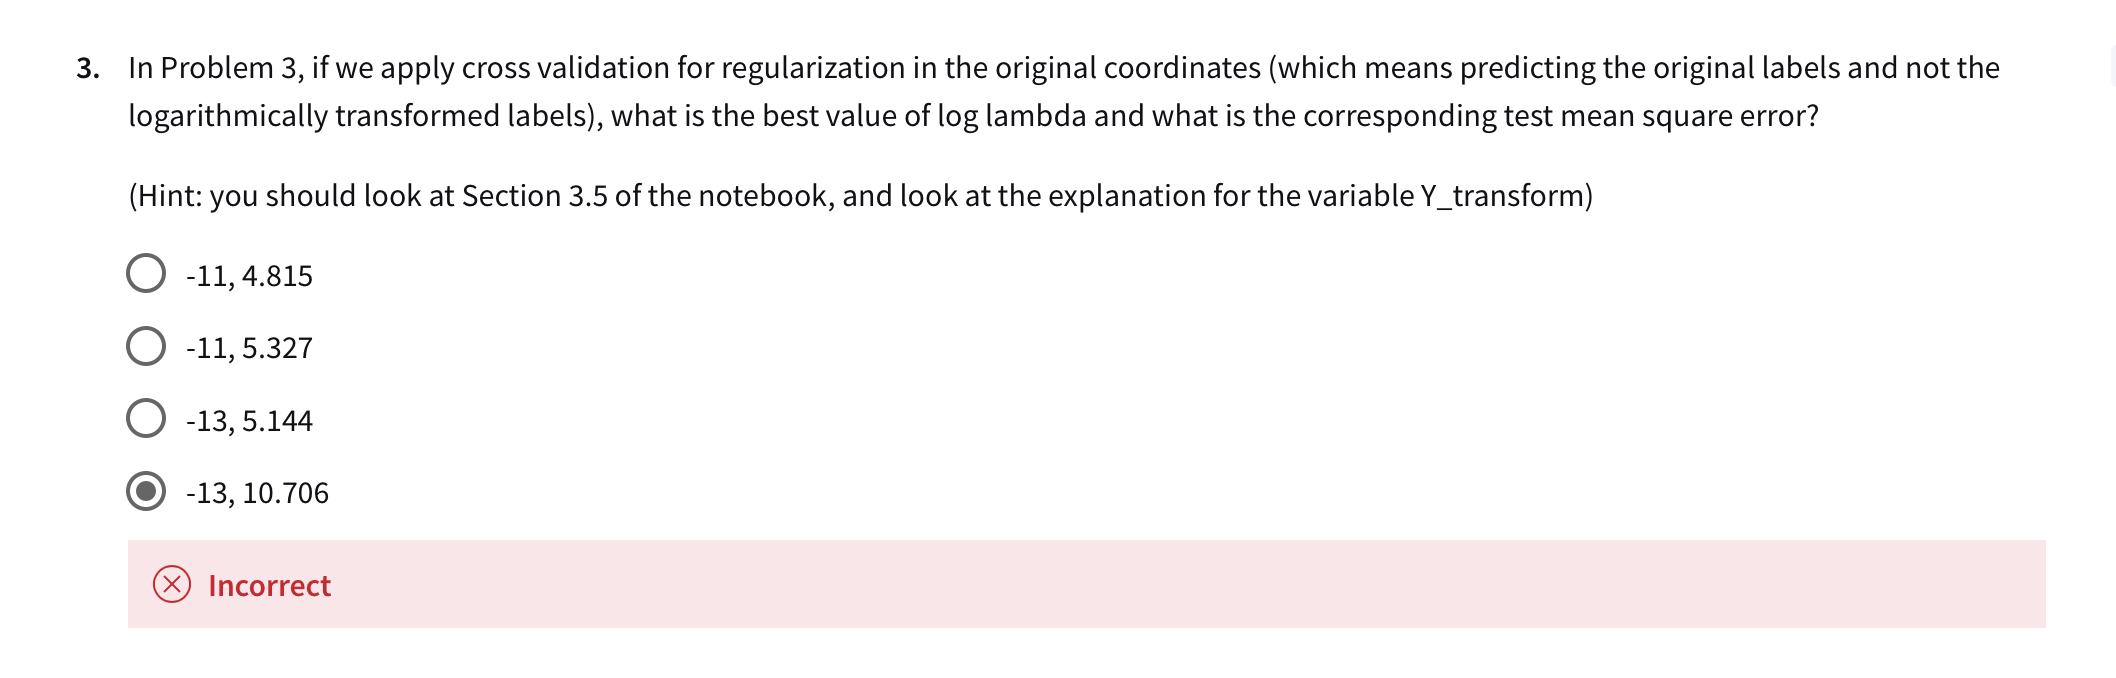 3. In Problem 3, if we apply cross validation for regularization in the original coordinates (which means predicting the original labels and not the
logarithmically transformed labels), what is the best value of log lambda and what is the corresponding test mean square error?
(Hint: you should look at Section 3.5 of the notebook, and look at the explanation for the variable Y_transform)
-11, 4.815
-11, 5.327
-13, 5.144
-13, 10.706
Incorrect